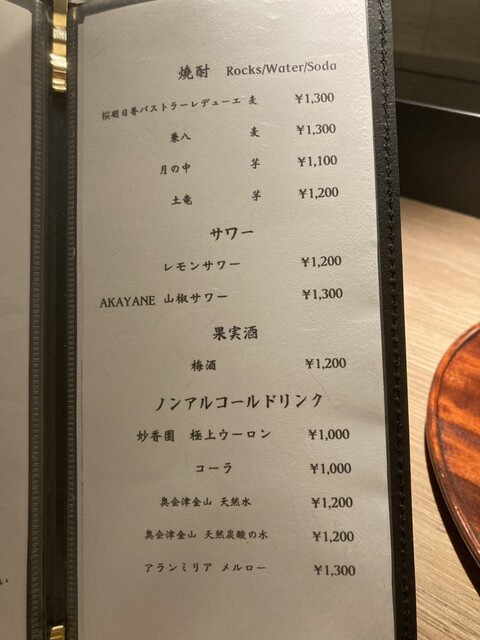 焼酎 Rocks/Water/Soda
桜明日香パストラーレデューエ 麦 ¥1,300
兼八 麦 ¥1,300
月の中 芋 ¥1,100
土竜 芋 ¥1,200
サワー
レモンサワー ¥1,200
AKAYANE 山椒サワー ¥1,300
果実酒
梅酒 ¥1,200
ノンアルコールドリンク
妙香園 極上ウーロン ¥1,000
コーラ ¥1,000
奥会津金山 天然水 ¥1,200
奥会津金山 天然炭酸の水 ¥1,200
アランミリア メルロー ¥1,300
い